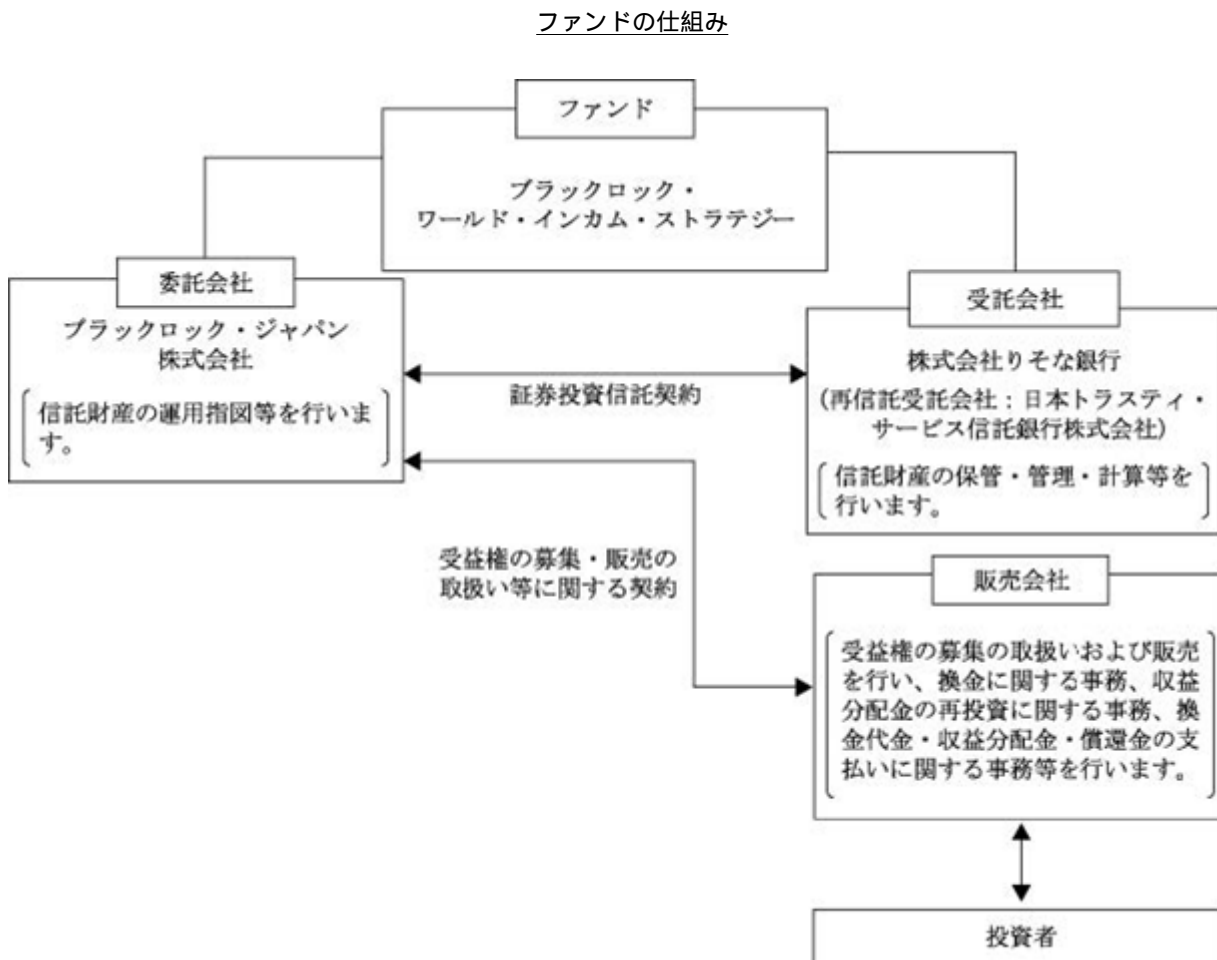 ファンドの仕組み
ファンド
ブラックロック・
ワールド・インカム・ストラテジー
委託会社
ブラックロック・ジャパン
株式会社
信託財産の運用指図等を行いま
す。
証券投資信託契約
受託会社
株式会社りそな銀行
(再信託受託会社:日本トラスティ・
サービス信託銀行株式会社)
信託財産の保管・管理・計算等を
行います。
受益権の募集・販売の
取扱い等に関する契約
販売会社
受益権の募集の取扱いおよび販売
を行い、換金に関する事務、収益
分配金の再投資に関する事務、換
金代金・収益分配金・償還金の支
払いに関する事務等を行います。
投資者